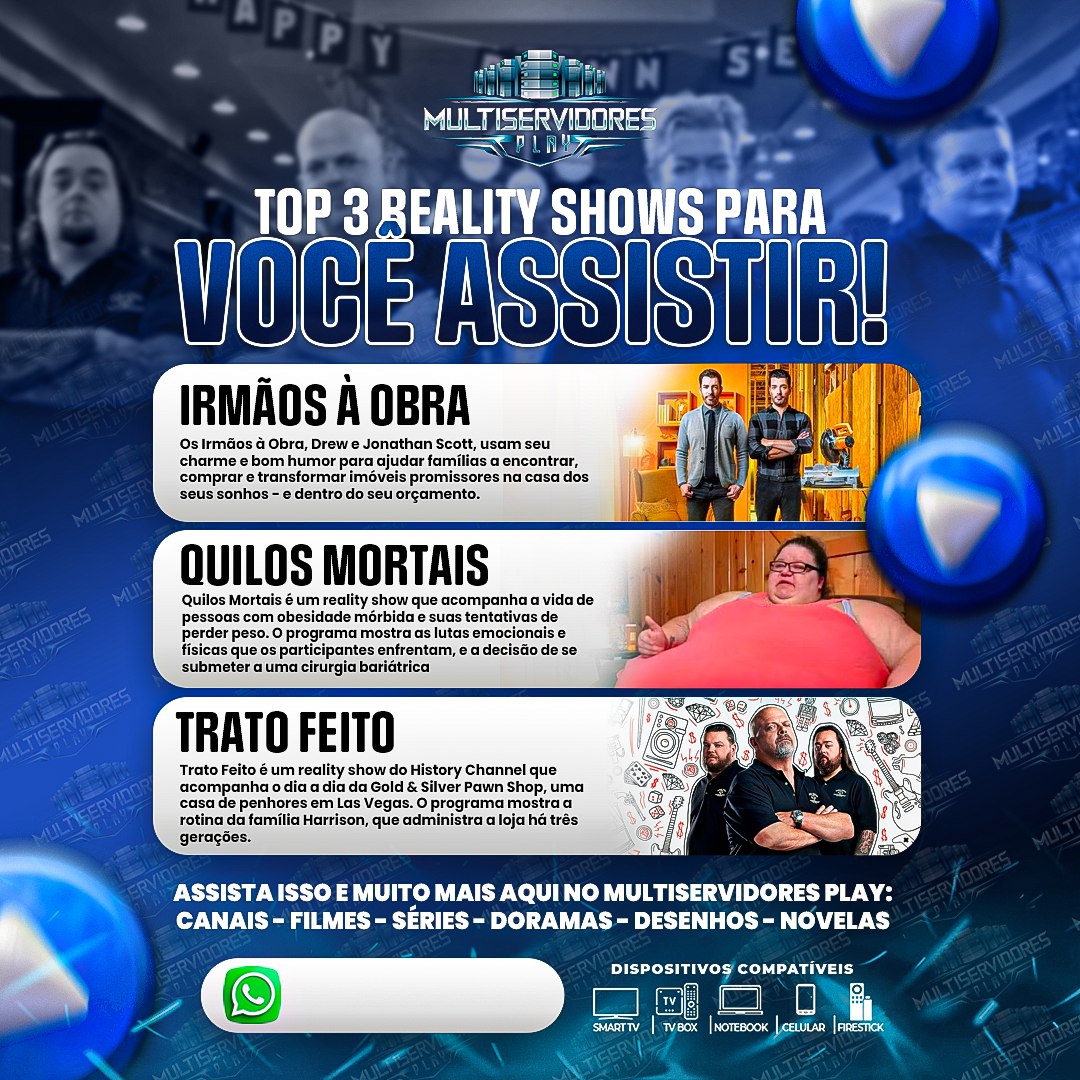 HAPPY
MULTISERVIDORES
PLAY
TOP 3 REALITY SHOWS PARA
VOCÊ ASSISTIR!
IRMÃOS À OBRA
Os Irmãos à Obra, Drew e Jonathan Scott, usam seu
charme e bom humor para ajudar famílias a encontrar,
comprar e transformar imóveis promissores na casa dos
seus sonhos - e dentro do seu orçamento.
QUILOS MORTAIS
Quilos Mortais é um reality show que acompanha a vida de
pessoas com obesidade mórbida e suas tentativas de
perder peso. O programa mostra as lutas emocionais e
físicas que os participantes enfrentam, e a decisão de se
submeter a uma cirurgia bariátrica
TRATO FEITO
Trato Feito é um reality show do History Channel que
acompanha o dia a dia da Gold & Silver Pawn Shop, uma
casa de penhores em Las Vegas. O programa mostra a
rotina da família Harrison, que administra a loja há três
gerações.
ASSISTA ISSO E MUITO MAIS AQUI NO MULTISERVIDORES PLAY:
CANAIS - FILMES - SÉRIES - DORAMAS - DESENHOS - NOVELAS
DISPOSITIVOS COMPATÍVEIS
TV
SMART TV | TV BOX | NOTEBOOK | CELULAR | FIRESTICK